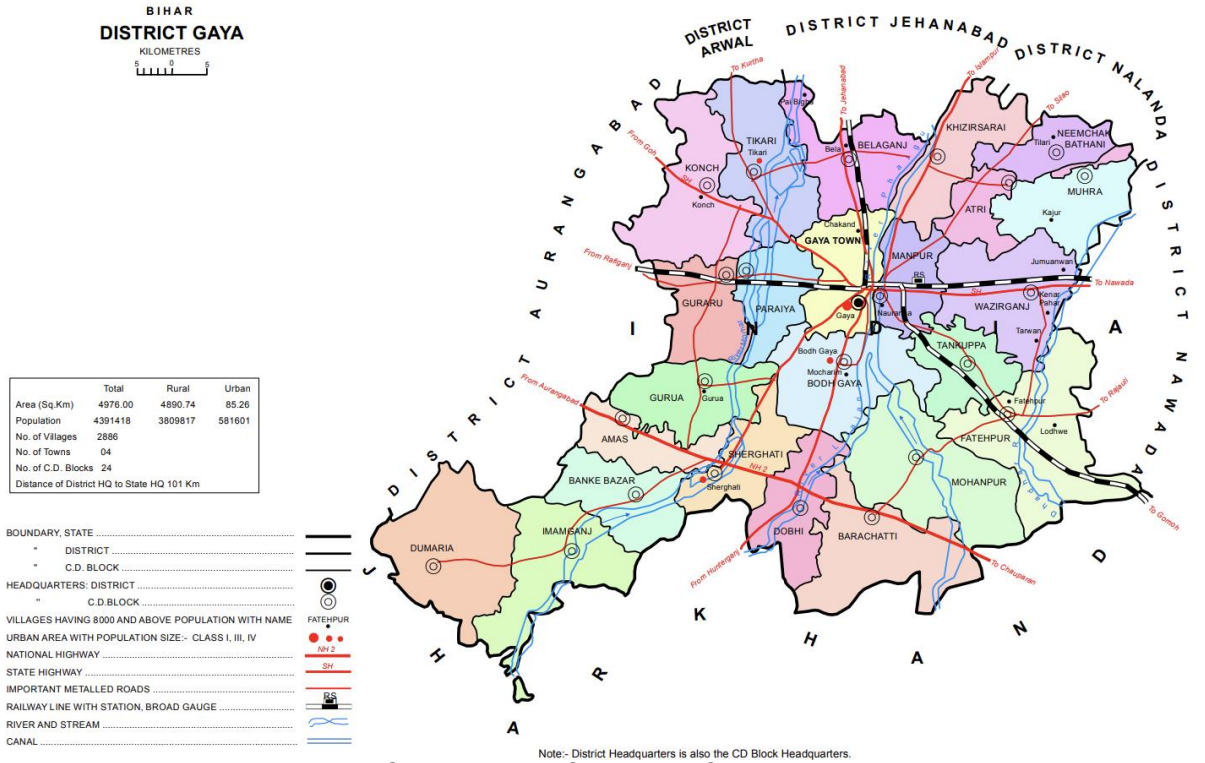 BIHAR
DISTRICT GAYA
KILOMETRES
5 0 5
DISTRICT ARWAL
DISTRICT JEHANABAD
DISTRICT NALANDA
DISTRICT NAWADA
DISTRICT AURANGABAD
JHARKHAND
INDIA
To Kurtha
To Jehanabad
To Islampur
To Silao
From Goh
SH
From Rafiganj
To Nawada
SH
From Aurangabad
NH 2
To Rajauli
To Gomoh
To Chauparan
From Hunterganj
Pai Bigha
TIKARI
Tikari
KONCH
Konch
Bela
BELAGANJ
KHIZIRSARAI
NEEMCHAK
BATHANI
Tilari
MUHRA
Kajur
ATRI
Chakand
GAYA TOWN
MANPUR
RS
Jumuanwan
WAZIRGANJ
Kenar
Pahar
Tarwan
GURARU
PARAIYA
Gaya
Nauranga
TANKUPPA
Bodh Gaya
Mocharim
BODH GAYA
GURUA
Gurua
Fatehpur
FATEHPUR
Lodhwe
AMAS
SHERGHATI
Sherghati
BANKE BAZAR
MOHANPUR
DOBHI
BARACHATTI
IMAMGANJ
DUMARIA
Total Rural Urban
Area (Sq.Km) 4976.00 4890.74 85.26
Population 4391418 3809817 581601
No. of Villages 2886
No. of Towns 04
No. of C.D. Blocks 24
Distance of District HQ to State HQ 101 Km
BOUNDARY, STATE
" DISTRICT
" C.D. BLOCK
HEADQUARTERS: DISTRICT
" C.D.BLOCK
VILLAGES HAVING 8000 AND ABOVE POPULATION WITH NAME FATEHPUR
URBAN AREA WITH POPULATION SIZE:- CLASS I, III, IV
NATIONAL HIGHWAY NH 2
STATE HIGHWAY SH
IMPORTANT METALLED ROADS
RAILWAY LINE WITH STATION, BROAD GAUGE RS
RIVER AND STREAM
CANAL
Note:- District Headquarters is also the CD Block Headquarters.